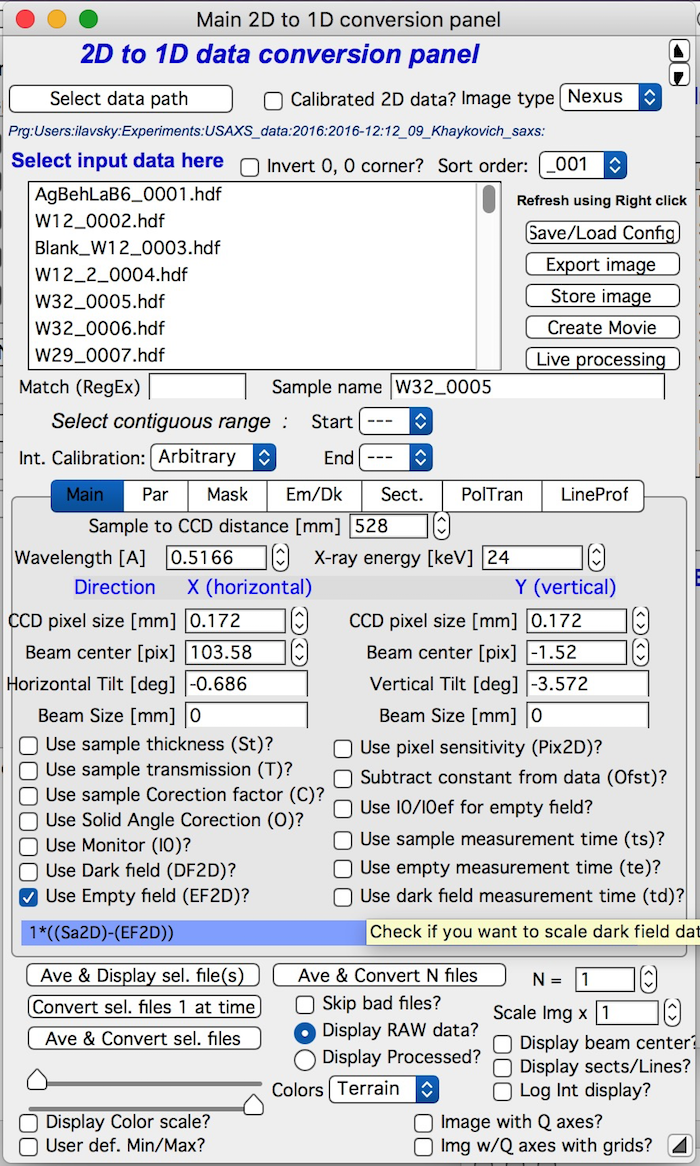 Main 2D to 1D conversion panel
2D to 1D data conversion panel
Select data path
Calibrated 2D data? Image type Nexus
Prg:Users:ilavsky:Experiments:USAXS_data:2016:2016-12:12_09_Khaykovich_saxs:
Select input data here Invert 0, 0 corner? Sort order: _001
AgBehLaB6_0001.hdf
W12_0002.hdf
Blank_W12_0003.hdf
W12_2_0004.hdf
W32_0005.hdf
W32_0006.hdf
W29_0007.hdf
Refresh using Right click
Save/Load Config
Export image
Store image
Create Movie
Live processing
Match (RegEx) Sample name W32_0005
Select contiguous range : Start ---
Int. Calibration: Arbitrary End ---
Main Par Mask Em/Dk Sect. PolTran LineProf
Sample to CCD distance [mm] 528
Wavelength [A] 0.5166 X-ray energy [keV] 24
Direction X (horizontal) Y (vertical)
CCD pixel size [mm] 0.172 CCD pixel size [mm] 0.172
Beam center [pix] 103.58 Beam center [pix] -1.52
Horizontal Tilt [deg] -0.686 Vertical Tilt [deg] -3.572
Beam Size [mm] 0 Beam Size [mm] 0
Use sample thickness (St)?
Use sample transmission (T)?
Use sample Corection factor (C)?
Use Solid Angle Corection (O)?
Use Monitor (I0)?
Use Dark field (DF2D)?
Use Empty field (EF2D)?
Use pixel sensitivity (Pix2D)?
Subtract constant from data (Ofst)?
Use I0/I0ef for empty field?
Use sample measurement time (ts)?
Use empty measurement time (te)?
Use dark field measurement time (td)?
1*((Sa2D)-(EF2D))
Check if you want to scale dark field dat
Ave & Display sel. file(s) Ave & Convert N files N = 1
Convert sel. files 1 at time Skip bad files? Scale Img x 1
Ave & Convert sel. files Display RAW data? Display beam center?
Display Processed? Display sects/Lines?
Colors Terrain Log Int display?
Display Color scale? Image with Q axes?
User def. Min/Max? Img w/Q axes with grids?